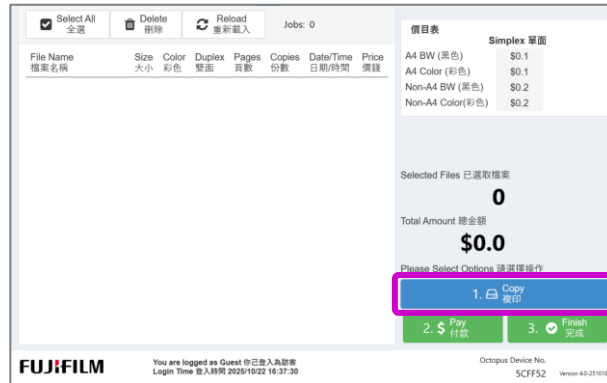 Select All
全選
Delete
刪除
Reload
重新載入
Jobs: 0
File Name
檔案名稱
Size
大小
Color
彩色
Duplex
雙面
Pages
頁數
Copies
份數
Date/Time
日期/時間
Price
價錢
價目表
Simplex 單面
A4 BW (黑色) $0.1
A4 Color (彩色) $0.1
Non-A4 BW (黑色) $0.2
Non-A4 Color(彩色) $0.2
Selected Files 已選取檔案
0
Total Amount 總金額
$0.0
Please Select Options 請選擇操作
1. Copy
複印
2. $ Pay
付款
3. Finish
完成
FUJIFILM
You are logged as Guest 你已登入為訪客
Login Time 登入時間 2025/10/22 16:37:30
Octopus Device No.
5CFF52
Version 4.0-251010